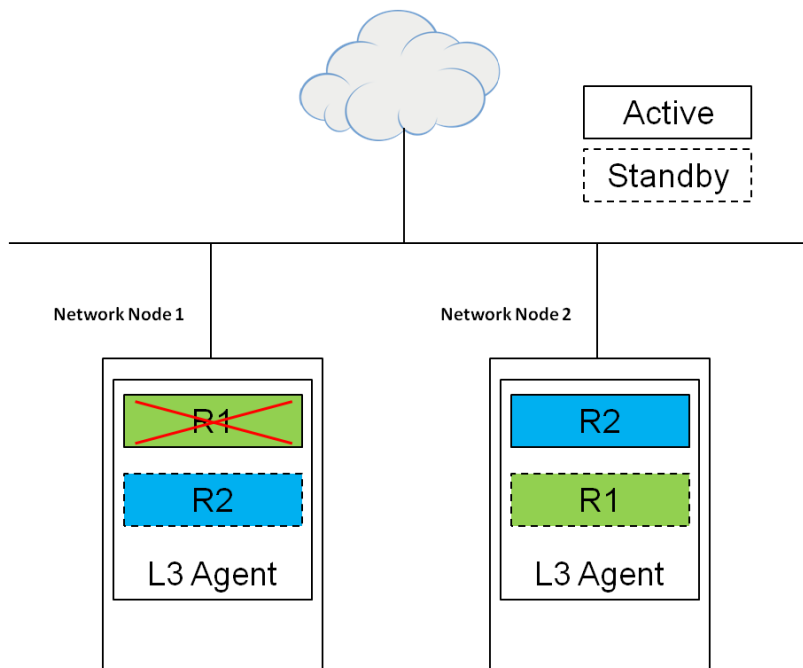 Active
Standby
Network Node 1
Network Node 2
R1
R2
L3 Agent
R2
R1
L3 Agent